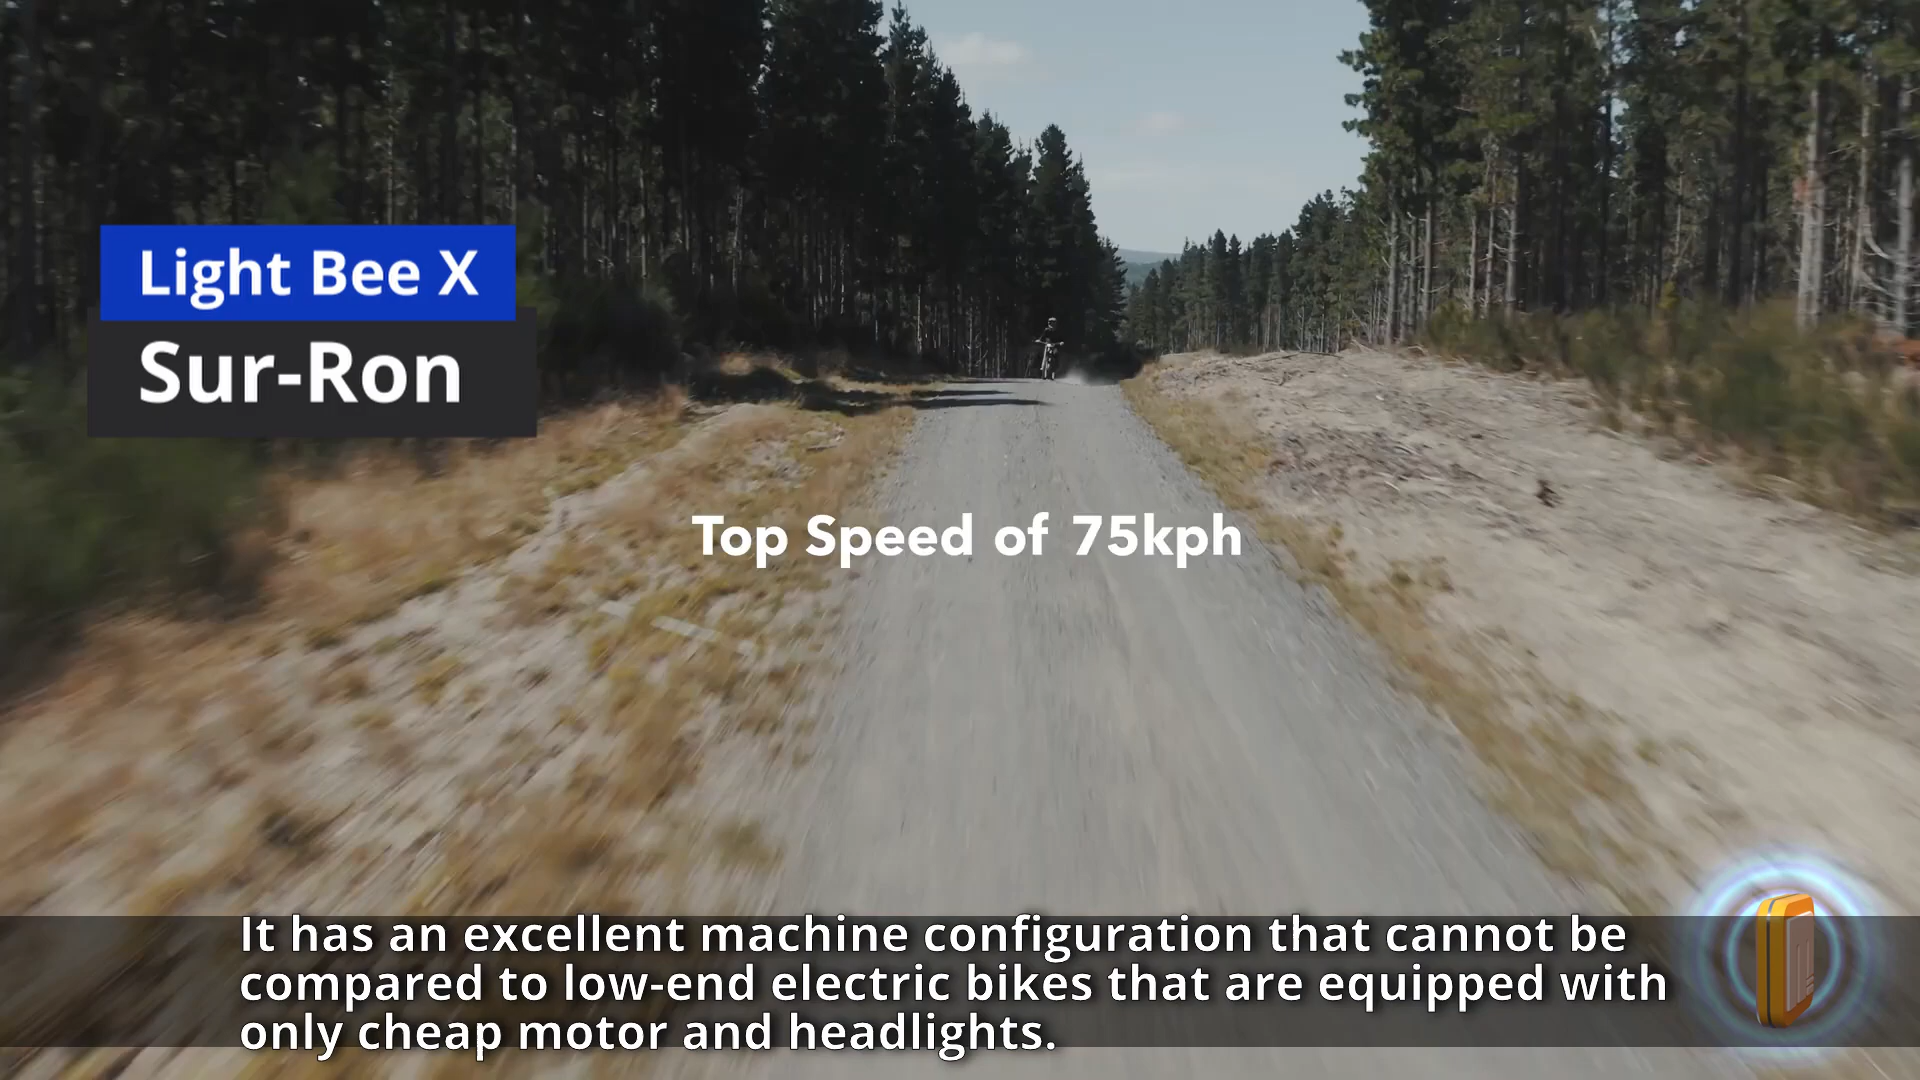 Light Bee X
Sur-Ron
Top Speed of 75kph
It has an excellent machine configuration that cannot be
compared to low-end electric bikes that are equipped with
only cheap motor and headlights.